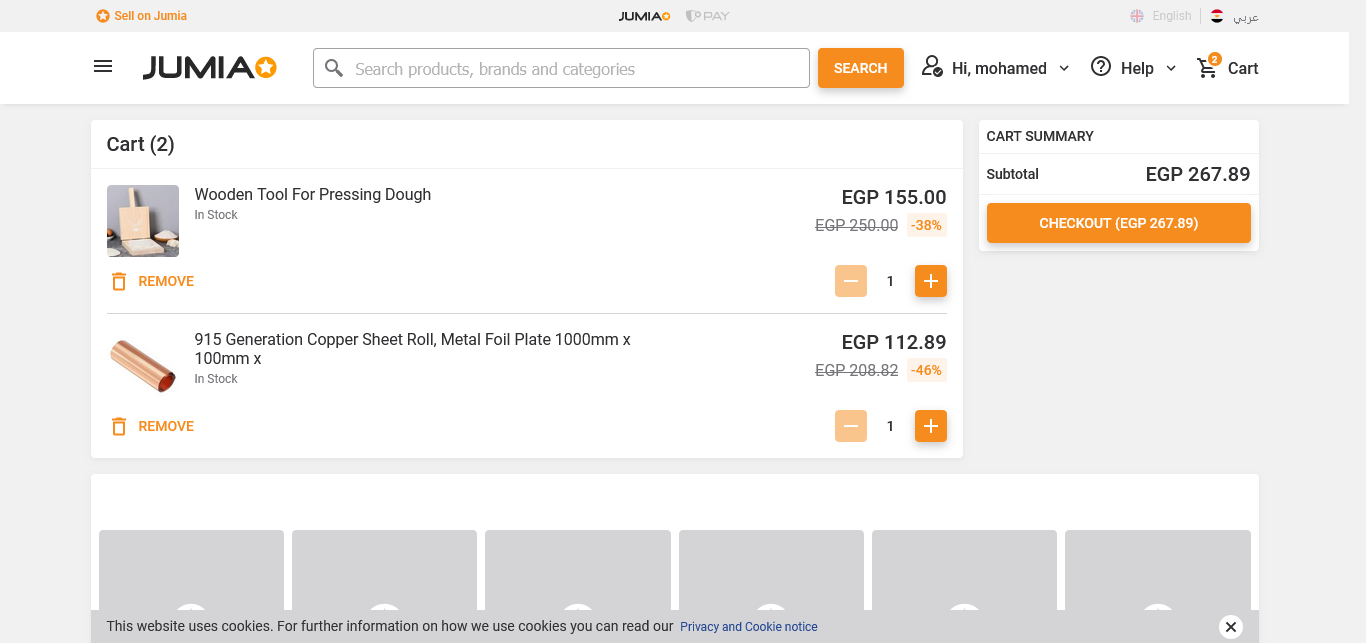 Sell on Jumia
JUMIA PAY
English عربي
JUMIA Search products, brands and categories SEARCH Hi, mohamed Help 2 Cart
Cart (2)
CART SUMMARY
Subtotal EGP 267.89
CHECKOUT (EGP 267.89)
Wooden Tool For Pressing Dough EGP 155.00
In Stock EGP 250.00 -38%
REMOVE 1
915 Generation Copper Sheet Roll, Metal Foil Plate 1000mm x
100mm x
EGP 112.89
In Stock EGP 208.82 -46%
REMOVE 1
This website uses cookies. For further information on how we use cookies you can read our Privacy and Cookie notice